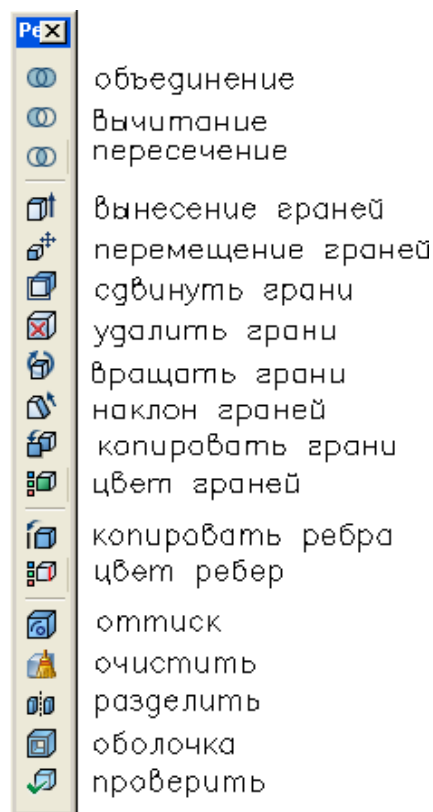 Ре
объединение
вычитание
пересечение
вынесение граней
перемещение граней
сдвинуть грани
удалить грани
вращать грани
наклон граней
копировать грани
цвет граней
копировать ребра
цвет ребер
оттиск
очистить
разделить
оболочка
проверить